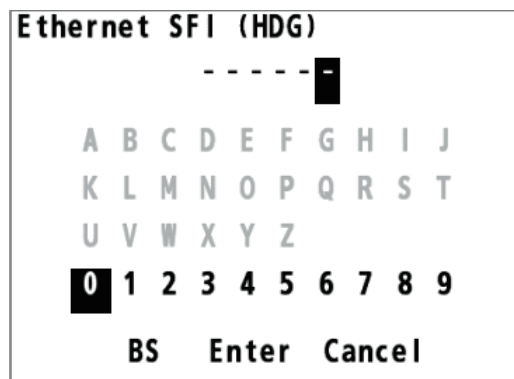 Ethernet SFI (HDG)
------
A B C D E F G H I J
K L M N O P Q R S T
U V W X Y Z
0 1 2 3 4 5 6 7 8 9
BS Enter Cancel